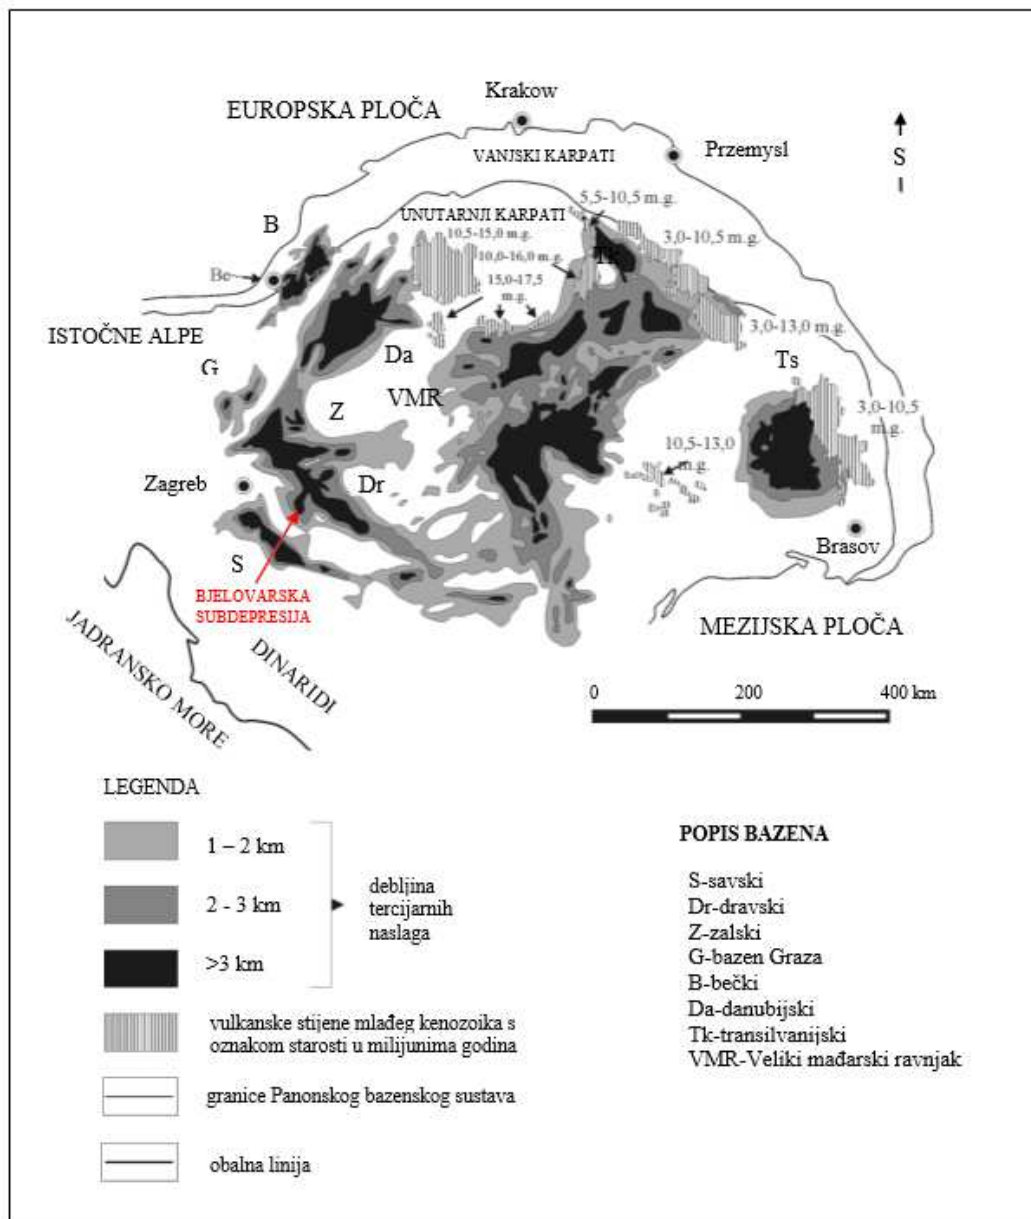 Krakow
EUROPSKA PLOČA
Przemysl
VANJSKI KARPATI
S
5,5-10,5 m.g.
UNUTARNJI KARPATI
B
10,5-15,0 m.g.
3,0-10,5 m.g.
10,0-16,0 m.g.
Tk
Be
15,0-17,5
m.g.
ISTOČNE ALPE
3,0-13,0 m.g.
Da
Ts
G
VMR
Z
3,0-10,5
m.g.
10,5-13,0
m.g.
Zagreb
Dr
Brasov
S
BJELOVARSKA
SUBDEPRESIJA
MEZIJSKA PLOČA
DINARIDI
JADRANSKO MORE
0 200 400 km
LEGENDA
1 – 2 km
2 - 3 km
>3 km
debljina
tercijarnih
naslaga
vulkanske stijene mlađeg kenozoika s
oznakom starosti u milijunima godina
granice Panonskog bazenskog sustava
obalna linija
POPIS BAZENA
S-savski
Dr-dravski
Z-zalski
G-bazen Graza
B-bečki
Da-danubijski
Tk-transilvanijski
VMR-Veliki mađarski ravnjak